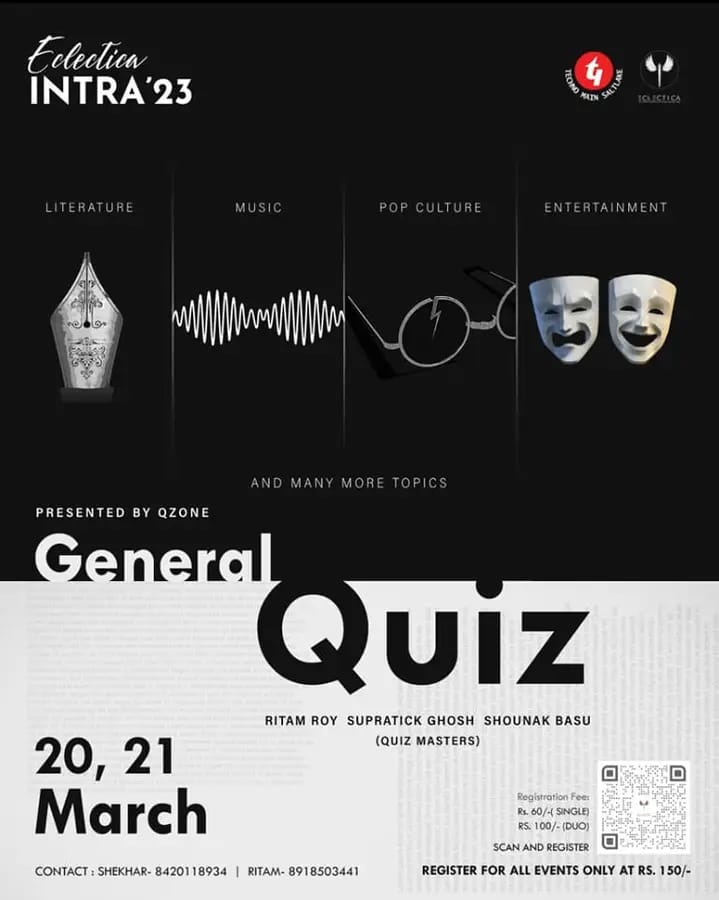 Eclectica
INTRA'23
TECHNO MAIN SALTLAKE
ECLECTICA
LITERATURE
MUSIC
POP CULTURE
ENTERTAINMENT
AND MANY MORE TOPICS
PRESENTED BY QZONE
General
Quiz
RITAM ROY SUPRATICK GHOSH SHOUNAK BASU
(QUIZ MASTERS)
20, 21
March
Registration Fee:
Rs. 60/-( SINGLE)
RS. 100/- (DUO)
SCAN AND REGISTER
CONTACT : SHEKHAR- 8420118934 | RITAM- 8918503441
REGISTER FOR ALL EVENTS ONLY AT RS. 150/-